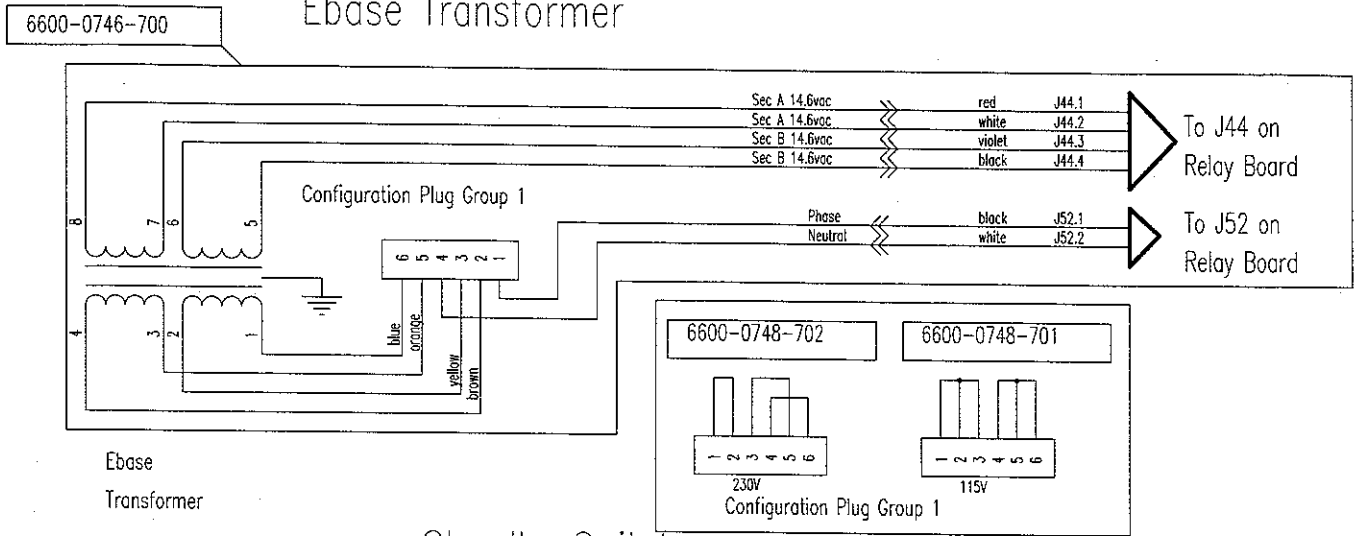 Ebase Transformer
6600-0746-700
Sec A 14.6vac red J44.1
Sec A 14.6vac white J44.2
Sec B 14.6vac violet J44.3
Sec B 14.6vac black J44.4
To J44 on
Relay Board
Configuration Plug Group 1
8 7 6 5
6 5 4 3 2 1
Phase black J52.1
Neutral white J52.2
To J52 on
Relay Board
4 3 2 1
blue
orange
yellow
brown
6600-0748-702
6600-0748-701
1 2 3 4 5 6
230V
1 2 3 4 5 6
115V
Configuration Plug Group 1
Ebase
Transformer